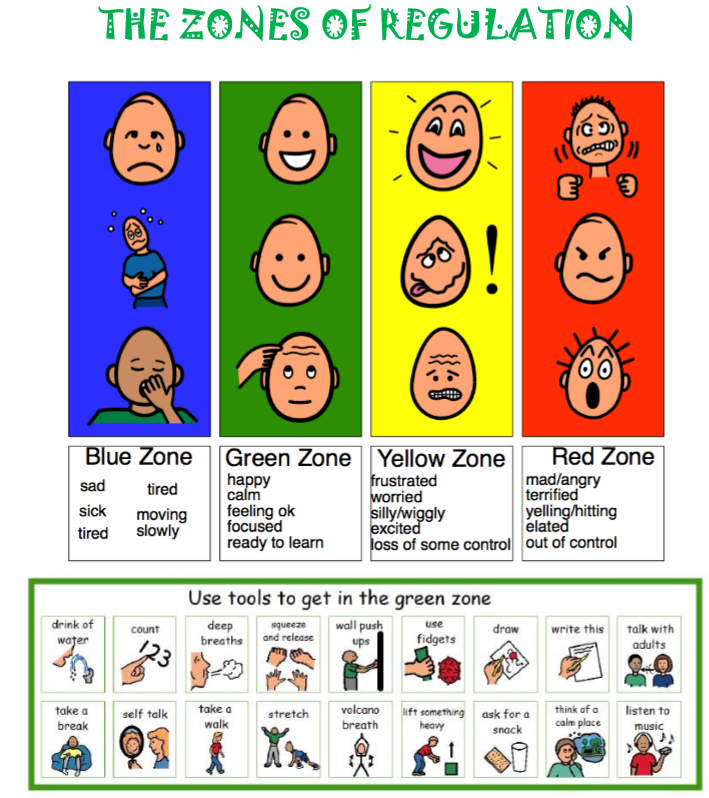 THE ZONES OF REGULATION
!
Blue Zone
sad
tired
sick
moving
slowly
tired
Green Zone
happy
calm
feeling ok
focused
ready to learn
Yellow Zone
frustrated
worried
silly/wiggly
excited
loss of some control
Red Zone
mad/angry
terrified
yelling/hitting
elated
out of control
Use tools to get in the green zone
drink of
water
count
123
deep
breaths
squeeze
and release
wall push
ups
use
fidgets
draw
write this
talk with
adults
take a
break
self talk
take a
walk
stretch
volcano
breath
lift something
heavy
ask for a
snack
think of a
calm place
listen to
music